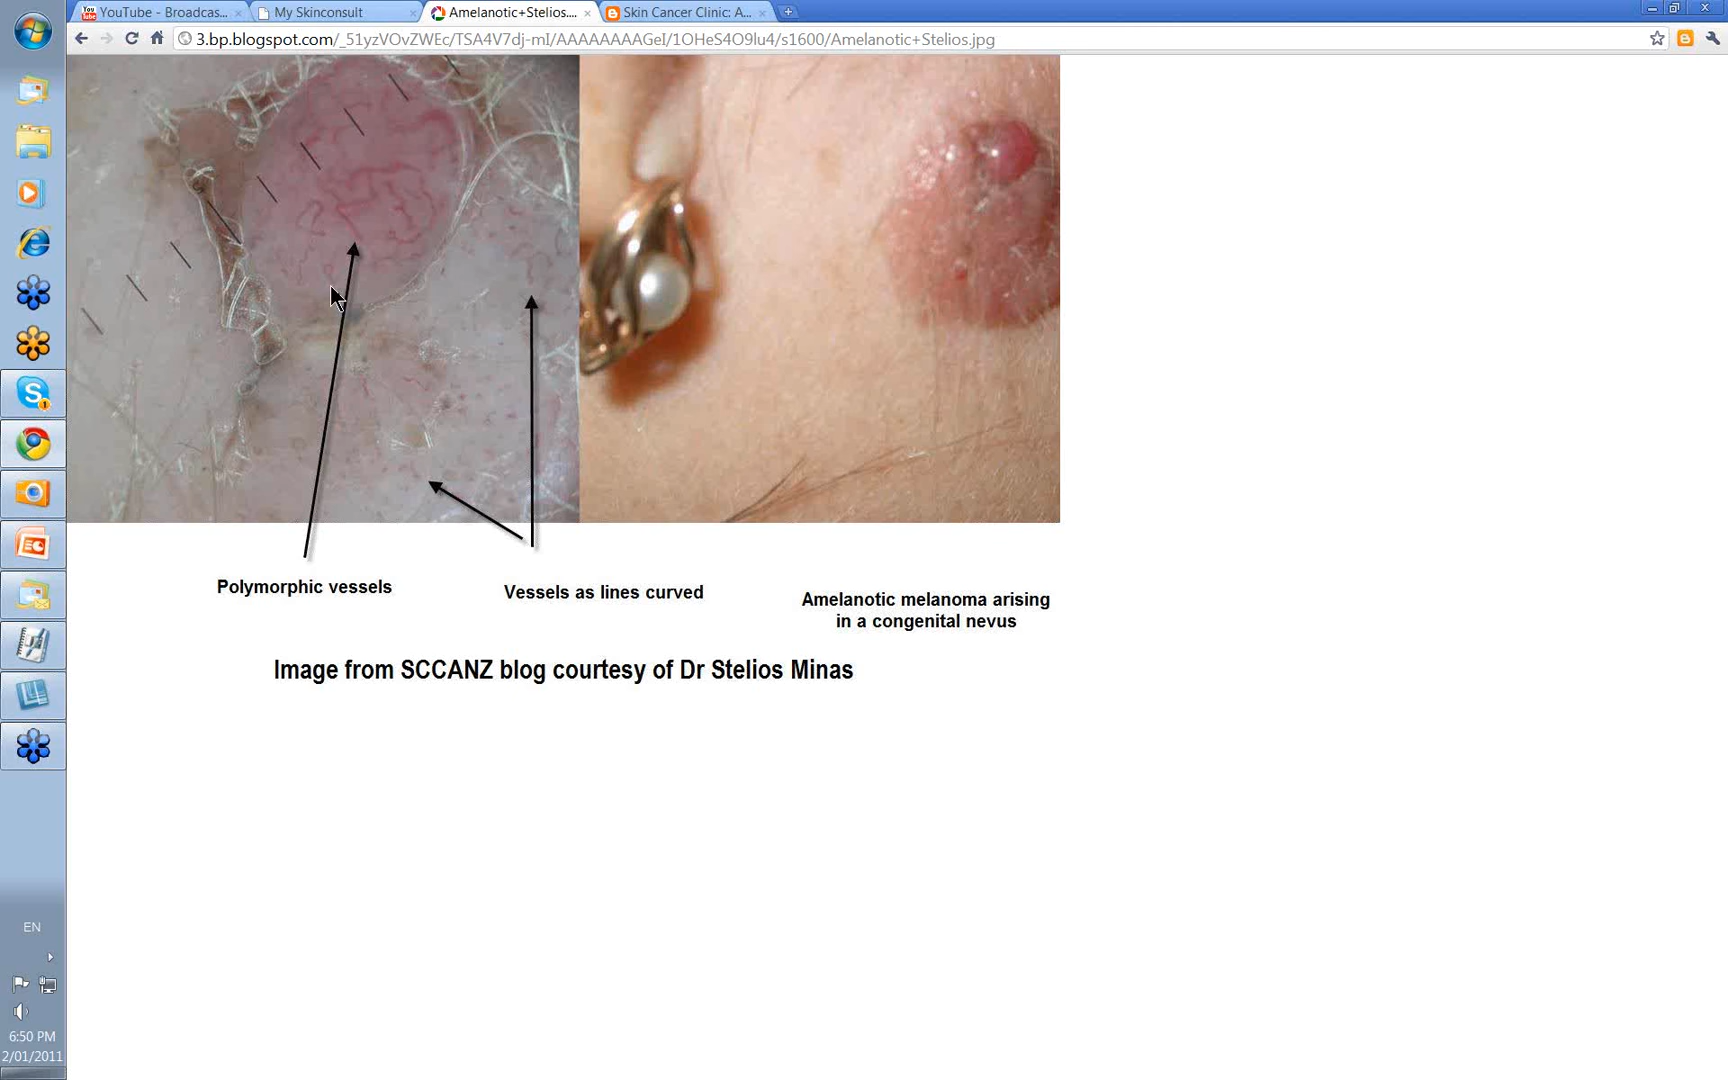 YouTube - Broadcas...
My Skinconsult
Amelanotic+Stelios....
Skin Cancer Clinic: A...
3.bp.blogspot.com/_51yzVOvZWEc/TSA4V7dj-mI/AAAAAAAAGeI/1OHeS4O9lu4/s1600/Amelanotic+Stelios.jpg
Polymorphic vessels
Vessels as lines curved
Amelanotic melanoma arising
in a congenital nevus
Image from SCCANZ blog courtesy of Dr Stelios Minas
EN
6:50 PM
2/01/2011